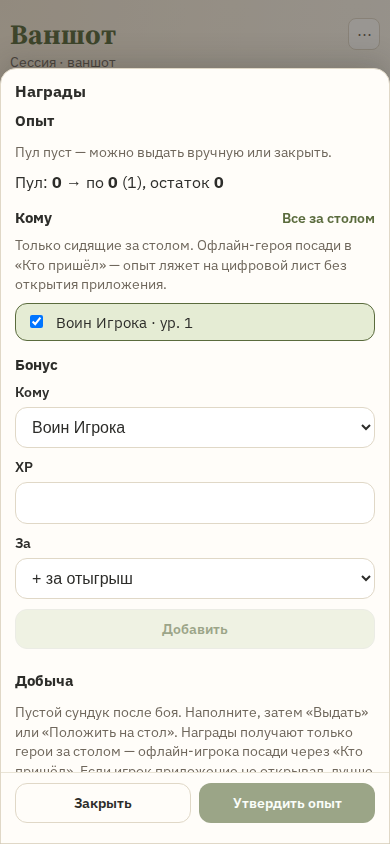 Ваншот
...
Сессия · ваншот
Награды
Опыт
Пул пуст — можно выдать вручную или закрыть.
Пул: 0 → по 0 (1), остаток 0
Кому
Все за столом
Только сидящие за столом. Офлайн-героя посади в
«Кто пришёл» — опыт ляжет на цифровой лист без
открытия приложения.
Воин Игрока · ур. 1
Бонус
Кому
Воин Игрока
XP
За
+ за отыгрыш
Добавить
Добыча
Пустой сундук после боя. Наполните, затем «Выдать»
или «Положить на стол». Награды получают только
герои за столом — офлайн-игрока посади через «Кто
пришёл». Если игрок приложение не открывал, лучше
Закрыть
Утвердить опыт